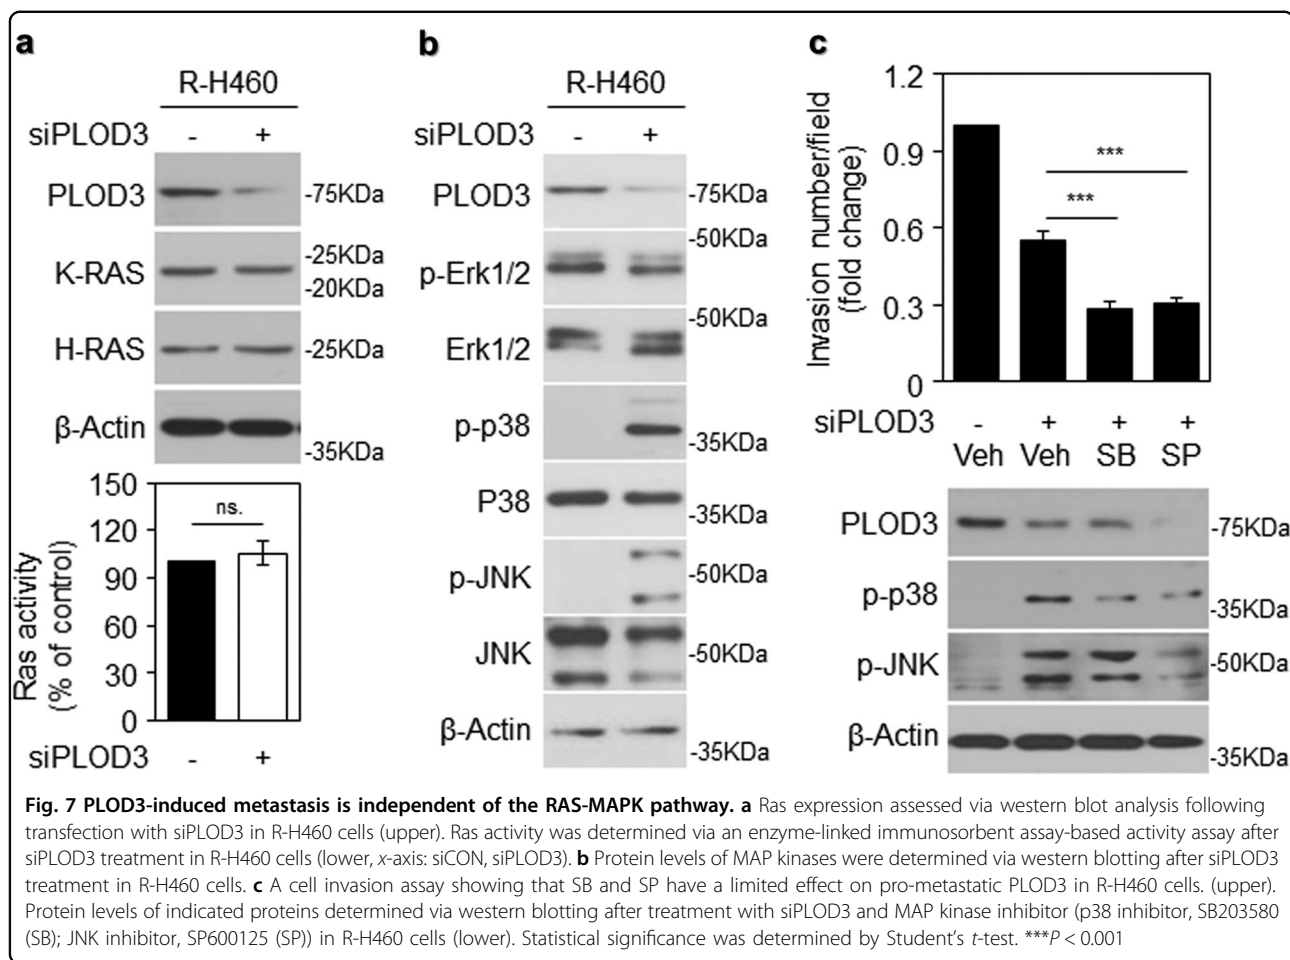 a
R-H460
siPLOD3 - +
PLOD3 -75KDa
K-RAS -25KDa
-20KDa
H-RAS -25KDa
β-Actin
-35KDa
150
120
90
60
30
0
Ras activity
(% of control)
ns.
siPLOD3 - +
b
R-H460
siPLOD3 - +
PLOD3 -75KDa
-50KDa
p-Erk1/2
-50KDa
Erk1/2
p-p38
-35KDa
P38
-35KDa
p-JNK -50KDa
JNK -50KDa
β-Actin
-35KDa
c
1.2
0.9
0.6
0.3
0
Invasion number/field
(fold change)
***
***
siPLOD3 - + + +
Veh Veh SB SP
PLOD3 -75KDa
p-p38 -35KDa
p-JNK -50KDa
β-Actin
-35KDa
Fig. 7 PLOD3-induced metastasis is independent of the RAS-MAPK pathway. a Ras expression assessed via western blot analysis following
transfection with siPLOD3 in R-H460 cells (upper). Ras activity was determined via an enzyme-linked immunosorbent assay-based activity assay after
siPLOD3 treatment in R-H460 cells (lower, x-axis: siCON, siPLOD3). b Protein levels of MAP kinases were determined via western blotting after siPLOD3
treatment in R-H460 cells. c A cell invasion assay showing that SB and SP have a limited effect on pro-metastatic PLOD3 in R-H460 cells. (upper).
Protein levels of indicated proteins determined via western blotting after treatment with siPLOD3 and MAP kinase inhibitor (p38 inhibitor, SB203580
(SB); JNK inhibitor, SP600125 (SP)) in R-H460 cells (lower). Statistical significance was determined by Student's t-test. ***P < 0.001